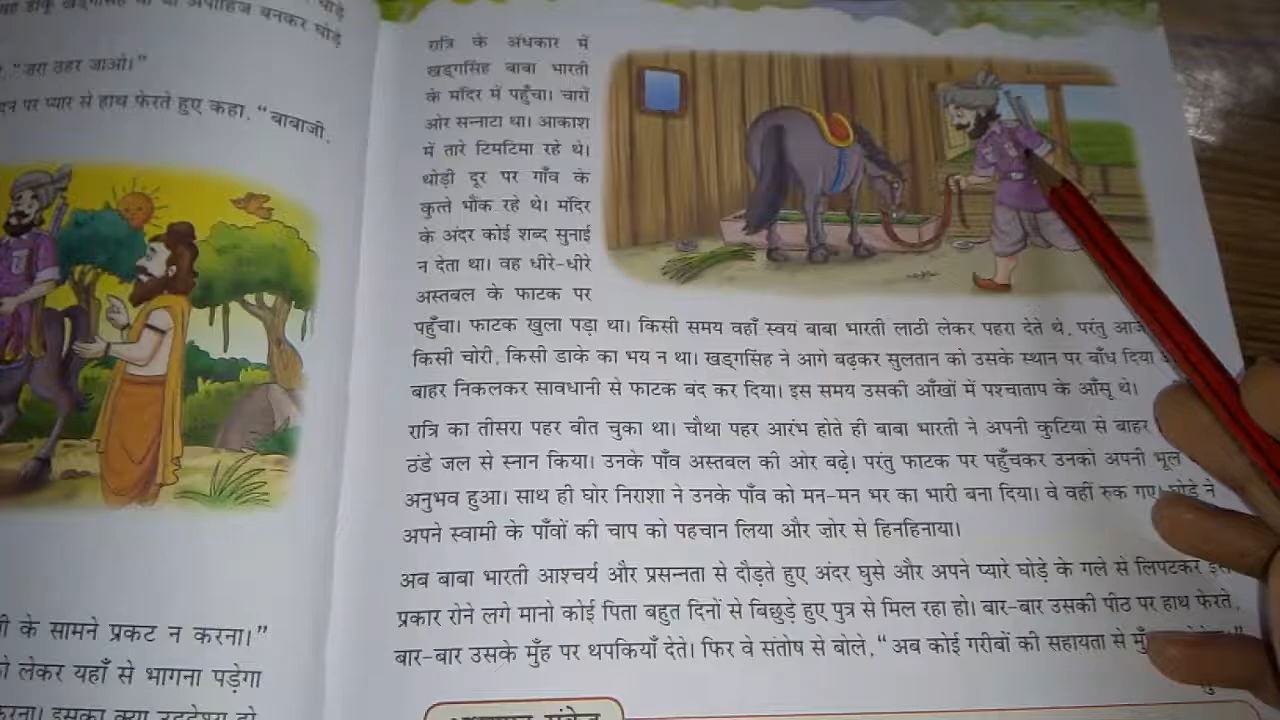 अपाहिज बनकर घोड़े
"जरा ठहर जाओ।"
पर प्यार से हाथ फेरते हुए कहा, "बाबाजी,
के सामने प्रकट न करना।"
लेकर यहाँ से भागना पड़ेगा
रात्रि के अंधकार में
खड्गसिंह बाबा भारती
के मंदिर में पहुँचा। चारों
ओर सन्नाटा था। आकाश
में तारे टिमटिमा रहे थे।
थोड़ी दूर पर गाँव के
कुत्ते भौंक रहे थे। मंदिर
के अंदर कोई शब्द सुनाई
न देता था। वह धीरे-धीरे
अस्तबल के फाटक पर
पहुँचा। फाटक खुला पड़ा था। किसी समय वहाँ स्वयं बाबा भारती लाठी लेकर पहरा देते थे, परंतु आज
किसी चोरी, किसी डाके का भय न था। खड्गसिंह ने आगे बढ़कर सुलतान को उसके स्थान पर बाँध दिया
बाहर निकलकर सावधानी से फाटक बंद कर दिया। इस समय उसकी आँखों में पश्चाताप के आँसू थे।
रात्रि का तीसरा पहर बीत चुका था। चौथा पहर आरंभ होते ही बाबा भारती ने अपनी कुटिया से बाहर
ठंडे जल से स्नान किया। उनके पाँव अस्तबल की ओर बढ़े। परंतु फाटक पर पहुँचकर उनको अपनी भूल
अनुभव हुआ। साथ ही घोर निराशा ने उनके पाँव को मन-मन भर का भारी बना दिया। वे वहीं रुक गए। घोड़े ने
अपने स्वामी के पाँवों की चाप को पहचान लिया और ज़ोर से हिनहिनाया।
अब बाबा भारती आश्चर्य और प्रसन्नता से दौड़ते हुए अंदर घुसे और अपने प्यारे घोड़े के गले से लिपटकर इस
प्रकार रोने लगे मानो कोई पिता बहुत दिनों से बिछुड़े हुए पुत्र से मिल रहा हो। बार-बार उसकी पीठ पर हाथ फेरते,
बार-बार उसके मुँह पर थपकियाँ देते। फिर वे संतोष से बोले, "अब कोई गरीबों की सहायता से